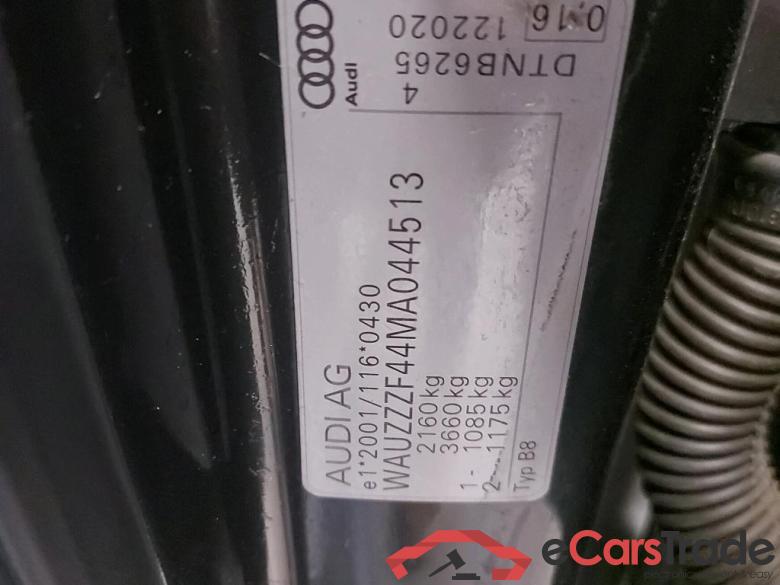 AUDI AG
e1*2001/116*0430
WAUZZZF44MA044513
2160kg
3660kg
1- 1085kg
2- 1175kg
Typ B8
Audi
4
DTNB6265
122020
0,16
eCarsTrade